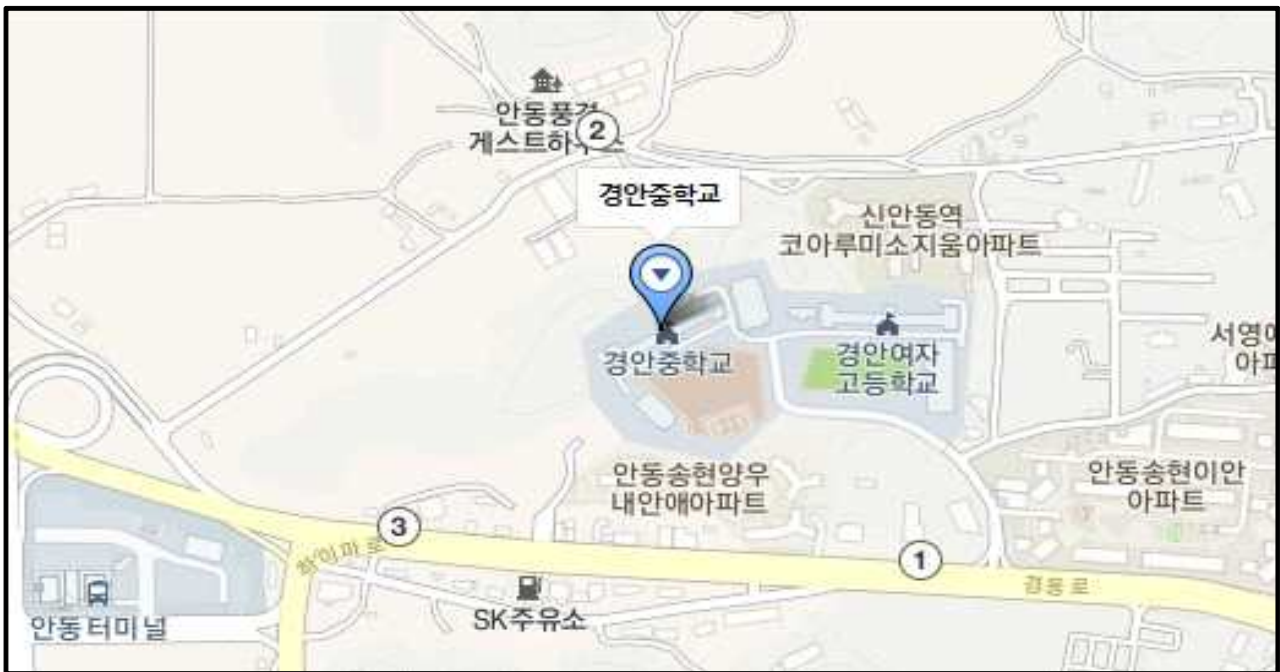 안동풍경
게스트하우스
2
경안중학교
신안동역
코아루미소지움아파트
경안중학교
경안여자
고등학교
서영
안동송현양우
내안애아파트
안동송현이안
아파트
3
1
경동로
SK주유소
안동터미널